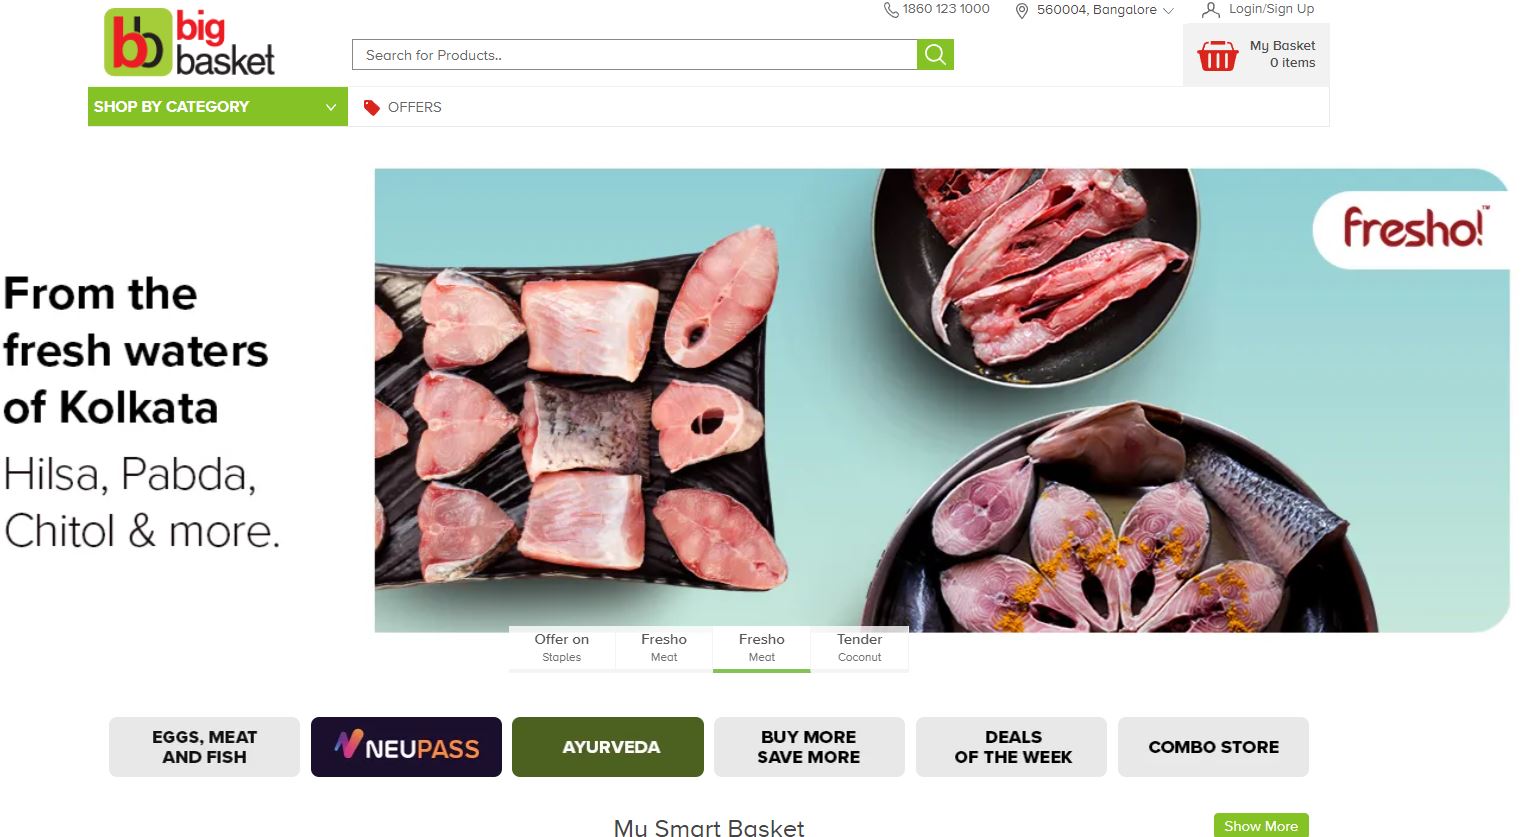 1860 123 1000
560004, Bangalore
Login/Sign Up
bb big
basket
Search for Products..
My Basket
0 items
SHOP BY CATEGORY
OFFERS
fresho!™
From the
fresh waters
of Kolkata
Hilsa, Pabda,
Chitol & more.
Offer on
Staples
Fresho
Meat
Fresho
Meat
Tender
Coconut
EGGS, MEAT
AND FISH
NEUPASS
AYURVEDA
BUY MORE
SAVE MORE
DEALS
OF THE WEEK
COMBO STORE
My Smart Basket
Show More